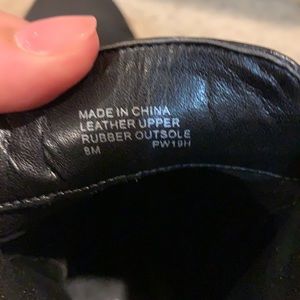 MADE IN CHINA
LEATHER UPPER
RUBBER OUTSOLE
8M PW19H